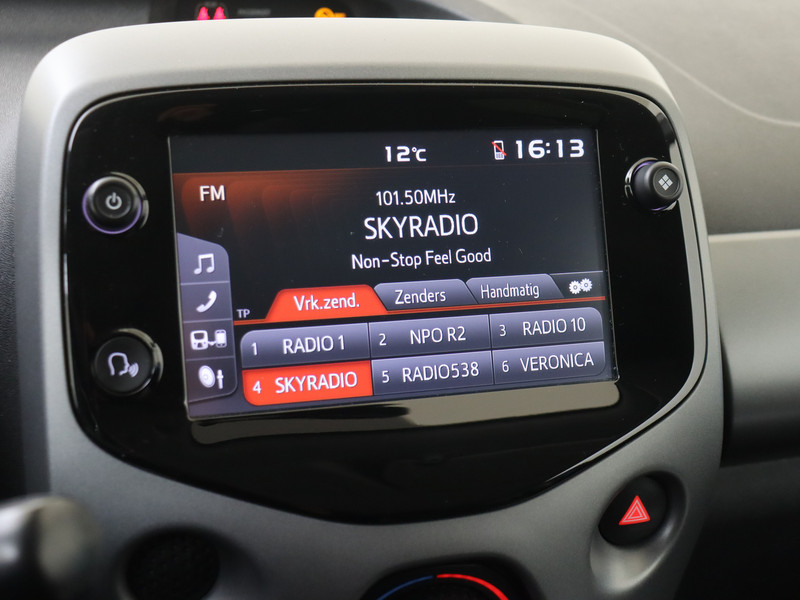 12°C 16:13
FM
101.50MHz
SKYRADIO
Non-Stop Feel Good
TP Vrk.zend. Zenders Handmatig
1 RADIO 1 2 NPO R2 3 RADIO 10
4 SKYRADIO 5 RADIO538 6 VERONICA